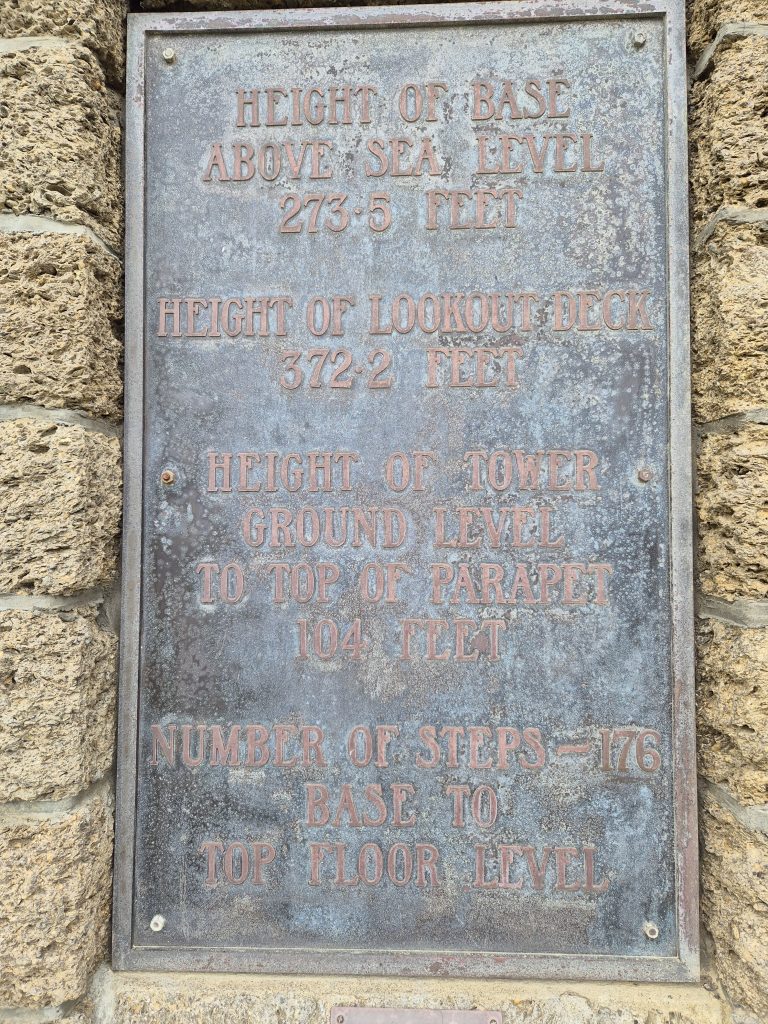 HEIGHT OF BASE
ABOVE SEA LEVEL
273·5 FEET
HEIGHT OF LOOKOUT DECK
372·2 FEET
HEIGHT OF TOWER
GROUND LEVEL
TO TOP OF PARAPET
104 FEET
NUMBER OF STEPS – 176
BASE TO
TOP FLOOR LEVEL